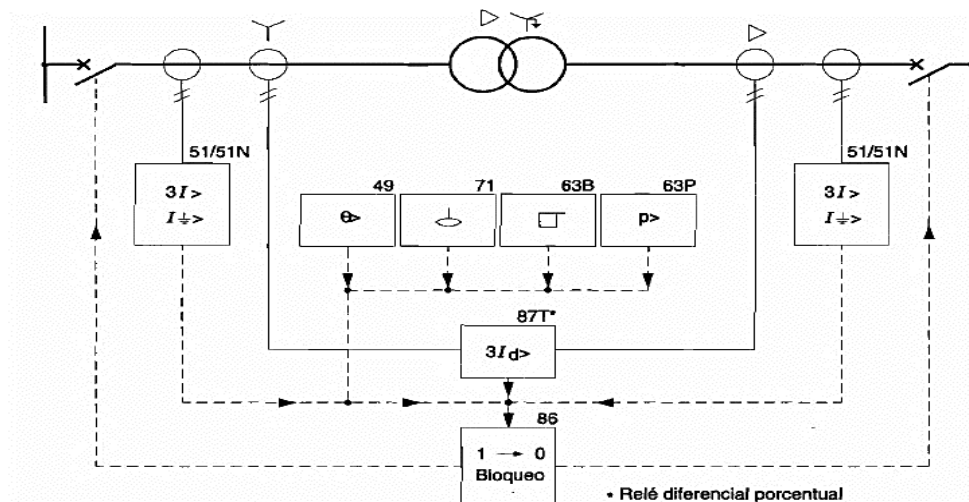 51/51N
3I>
I⏚>
49
θ>
71
63B
63P
p>
51/51N
3I>
I⏚>
87T*
3Id>
86
1 → 0
Bloqueo
* Relé diferencial porcentual